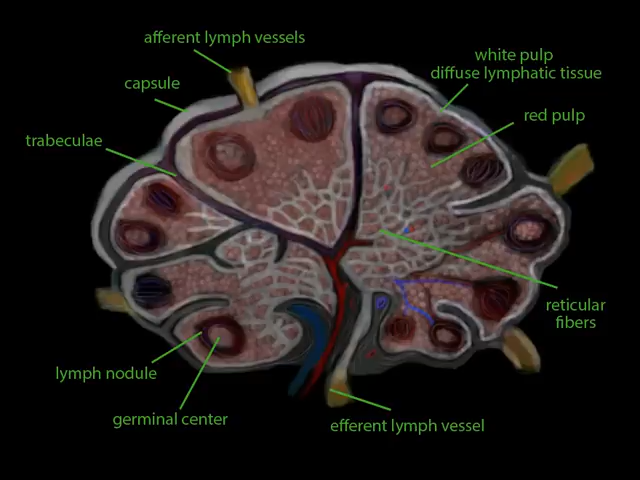 afferent lymph vessels
white pulp
diffuse lymphatic tissue
capsule
red pulp
trabeculae
reticular
fibers
lymph nodule
germinal center
efferent lymph vessel